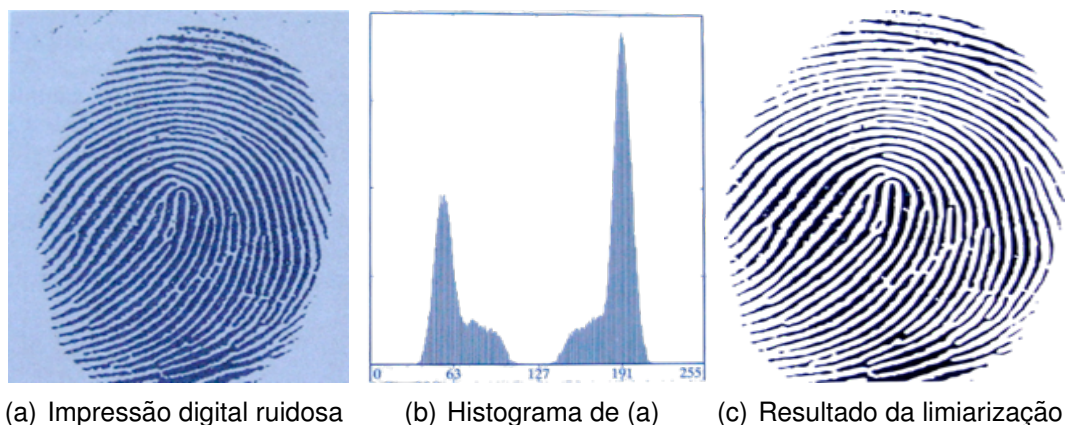 0 63 127 191 255
(a) Impressão digital ruidosa
(b) Histograma de (a)
(c) Resultado da limiarização